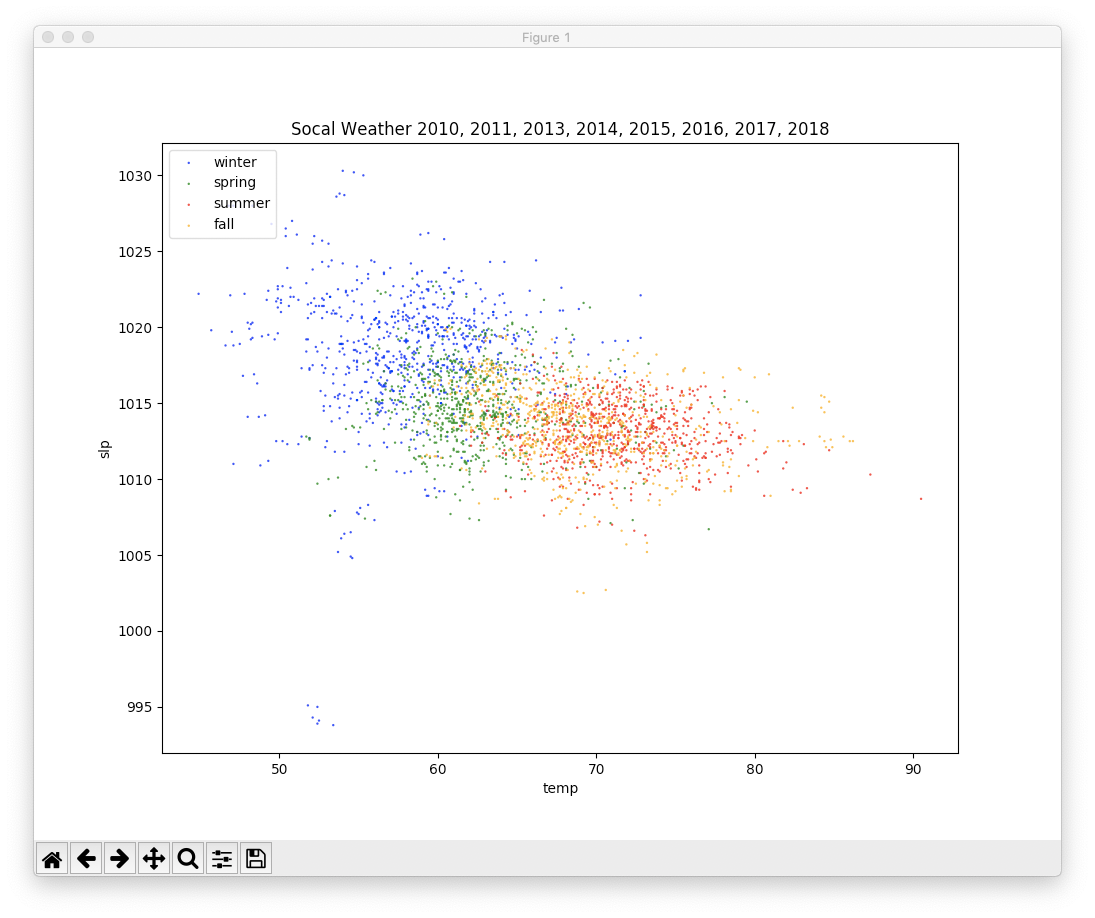 Figure 1
Socal Weather 2010, 2011, 2013, 2014, 2015, 2016, 2017, 2018
winter
spring
summer
fall
slp
1030
1025
1020
1015
1010
1005
1000
995
50 60 70 80 90
temp